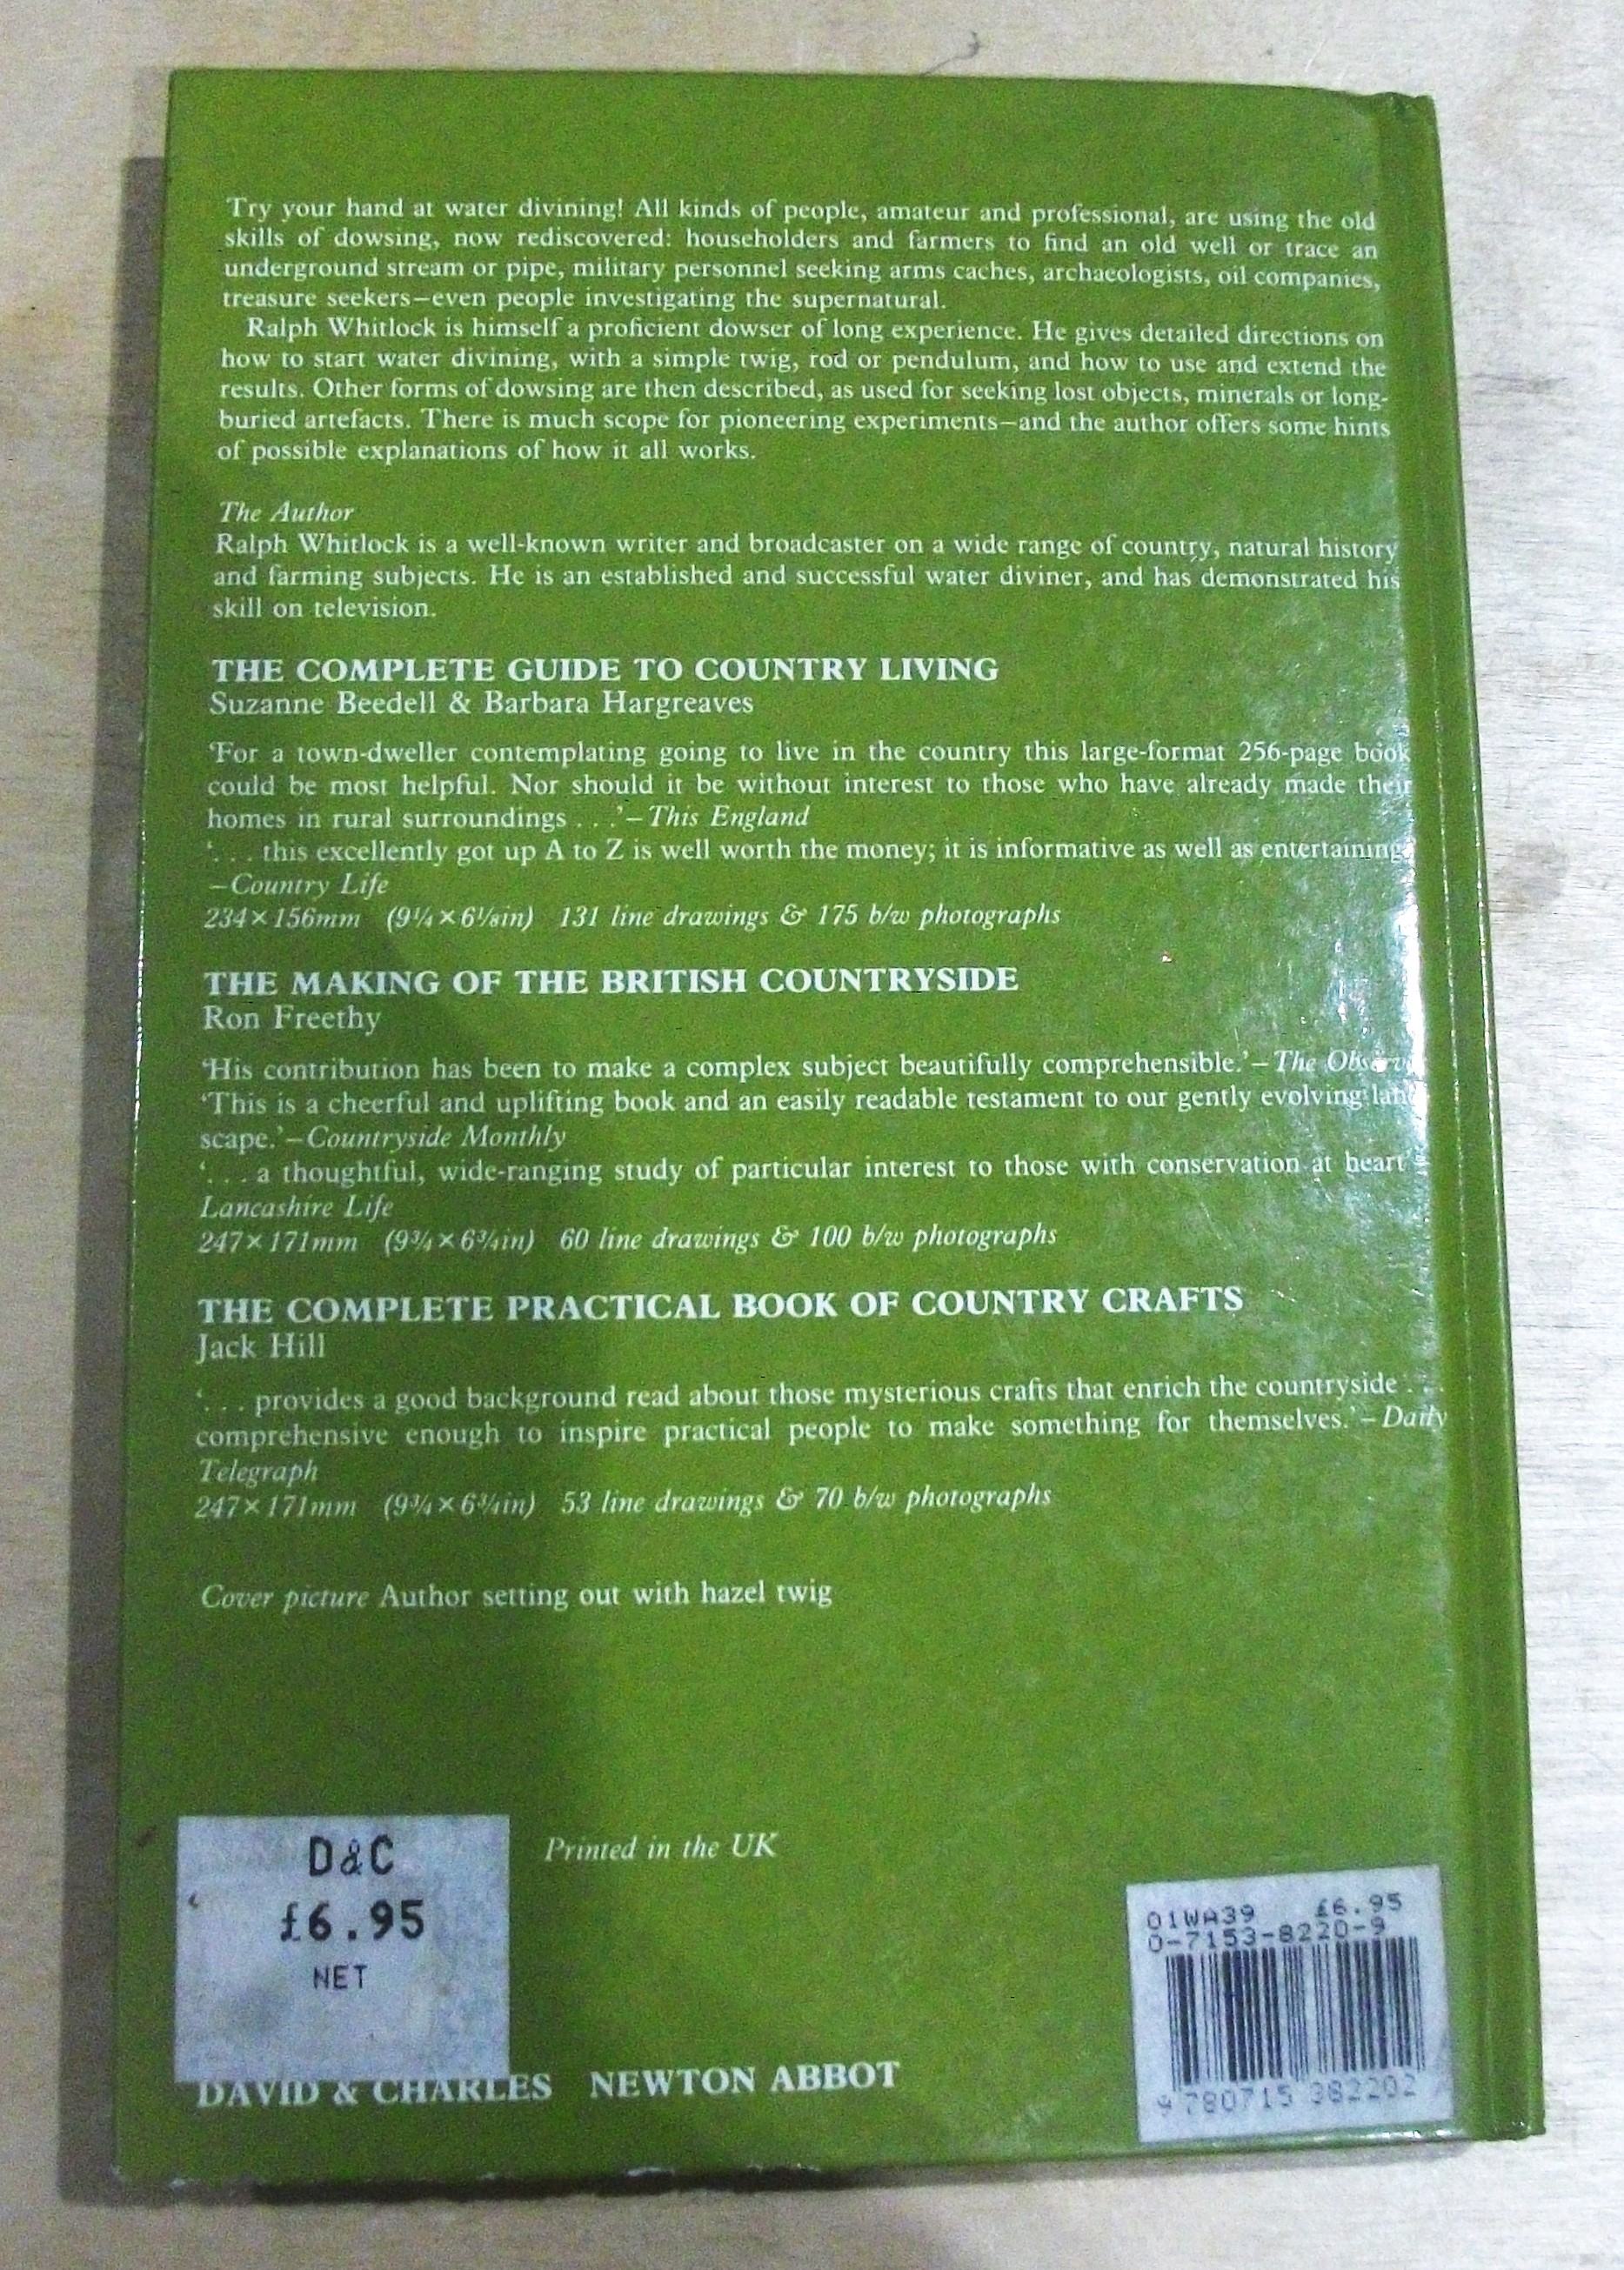 Try your hand at water divining! All kinds of people, amateur and professional, are using the old
skills of dowsing, now rediscovered: householders and farmers to find an old well or trace an
underground stream or pipe, military personnel seeking arms caches, archaeologists, oil companies,
treasure seekers–even people investigating the supernatural.
Ralph Whitlock is himself a proficient dowser of long experience. He gives detailed directions on
how to start water divining, with a simple twig, rod or pendulum, and how to use and extend the
results. Other forms of dowsing are then described, as used for seeking lost objects, minerals or long-
buried artefacts. There is much scope for pioneering experiments–and the author offers some hints
of possible explanations of how it all works.
The Author
Ralph Whitlock is a well-known writer and broadcaster on a wide range of country, natural history
and farming subjects. He is an established and successful water diviner, and has demonstrated his
skill on television.
THE COMPLETE GUIDE TO COUNTRY LIVING
Suzanne Beedell & Barbara Hargreaves
‘For a town-dweller contemplating going to live in the country this large-format 256-page book
could be most helpful. Nor should it be without interest to those who have already made their
homes in rural surroundings . . .’–This England
‘. . . this excellently got up A to Z is well worth the money; it is informative as well as entertaining.
–Country Life
234×156mm (9¼×6⅛in) 131 line drawings & 175 b/w photographs
THE MAKING OF THE BRITISH COUNTRYSIDE
Ron Freethy
‘His contribution has been to make a complex subject beautifully comprehensible.’–The
‘This is a cheerful and uplifting book and an easily readable testament to our gently evolving land
scape.’–Countryside Monthly
‘. . . a thoughtful, wide-ranging study of particular interest to those with conservation at heart
Lancashire Life
247×171mm (9¾×6¾in) 60 line drawings & 100 b/w photographs
THE COMPLETE PRACTICAL BOOK OF COUNTRY CRAFTS
Jack Hill
‘. . . provides a good background read about those mysterious crafts that enrich the countryside . . .
comprehensive enough to inspire practical people to make something for themselves.’–Daily
Telegraph
247×171mm (9¾×6¾in) 53 line drawings & 70 b/w photographs
Cover picture Author setting out with hazel twig
D&C
£6.95
NET
Printed in the UK
01WA39 £6.95
0-7153-8220-9
9 780715 382202
DAVID & CHARLES NEWTON ABBOT